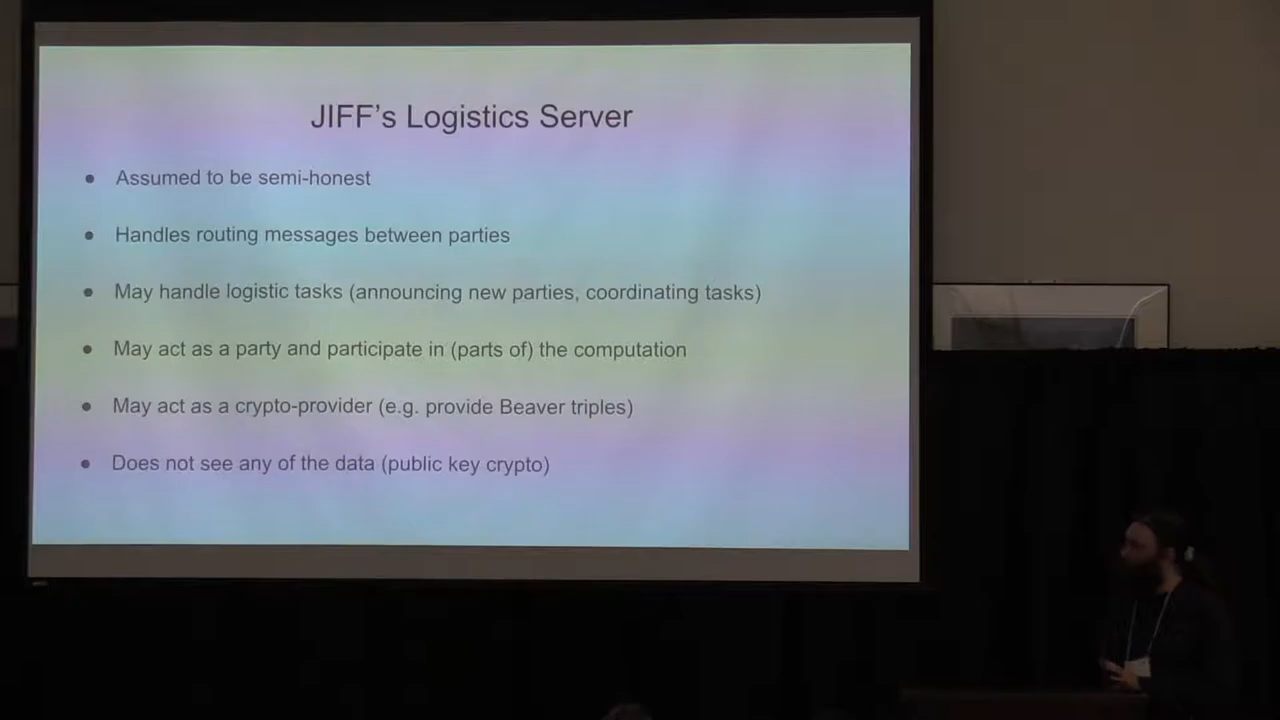 JIFF's Logistics Server
● Assumed to be semi-honest
● Handles routing messages between parties
● May handle logistic tasks (announcing new parties, coordinating tasks)
● May act as a party and participate in (parts of) the computation
● May act as a crypto-provider (e.g. provide Beaver triples)
● Does not see any of the data (public key crypto)